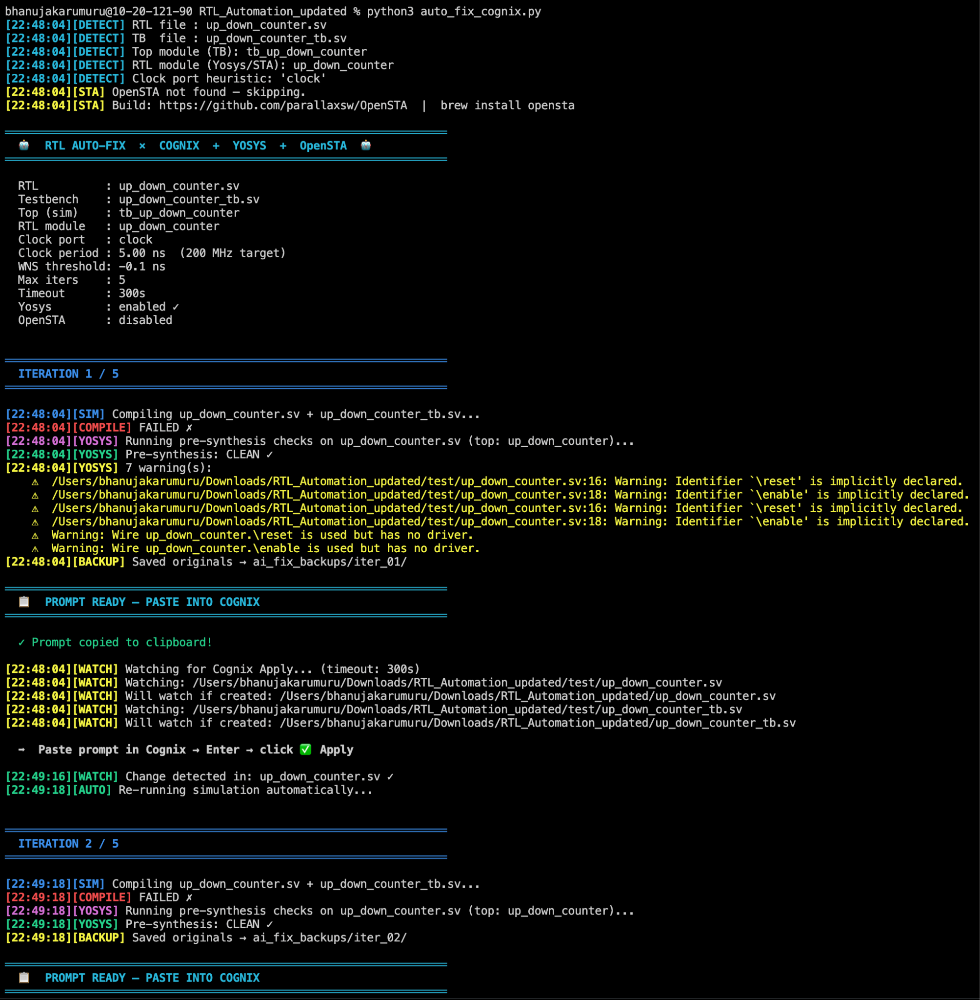 bhanujakarumuru@10-20-121-90 RTL_Automation_updated % python3 auto_fix_cognix.py
[22:48:04][DETECT] RTL file : up_down_counter.sv
[22:48:04][DETECT] TB  file : up_down_counter_tb.sv
[22:48:04][DETECT] Top module (TB): tb_up_down_counter
[22:48:04][DETECT] RTL module (Yosys/STA): up_down_counter
[22:48:04][DETECT] Clock port heuristic: 'clock'
[22:48:04][STA] OpenSTA not found — skipping.
[22:48:04][STA] Build: https://github.com/parallaxsw/OpenSTA  |  brew install opensta
🤖  RTL AUTO-FIX  ×  COGNIX  +  YOSYS  +  OpenSTA  🤖
RTL          : up_down_counter.sv
Testbench    : up_down_counter_tb.sv
Top (sim)    : tb_up_down_counter
RTL module   : up_down_counter
Clock port   : clock
Clock period : 5.00 ns  (200 MHz target)
WNS threshold: -0.1 ns
Max iters    : 5
Timeout      : 300s
Yosys        : enabled ✓
OpenSTA      : disabled
ITERATION 1 / 5
[22:48:04][SIM] Compiling up_down_counter.sv + up_down_counter_tb.sv...
[22:48:04][COMPILE] FAILED ✗
[22:48:04][YOSYS] Running pre-synthesis checks on up_down_counter.sv (top: up_down_counter)...
[22:48:04][YOSYS] Pre-synthesis: CLEAN ✓
[22:48:04][YOSYS] 7 warning(s):
⚠  /Users/bhanujakarumuru/Downloads/RTL_Automation_updated/test/up_down_counter.sv:16: Warning: Identifier `\reset' is implicitly declared.
⚠  /Users/bhanujakarumuru/Downloads/RTL_Automation_updated/test/up_down_counter.sv:18: Warning: Identifier `\enable' is implicitly declared.
⚠  /Users/bhanujakarumuru/Downloads/RTL_Automation_updated/test/up_down_counter.sv:16: Warning: Identifier `\reset' is implicitly declared.
⚠  /Users/bhanujakarumuru/Downloads/RTL_Automation_updated/test/up_down_counter.sv:18: Warning: Identifier `\enable' is implicitly declared.
⚠  Warning: Wire up_down_counter.\reset is used but has no driver.
⚠  Warning: Wire up_down_counter.\enable is used but has no driver.
[22:48:04][BACKUP] Saved originals → ai_fix_backups/iter_01/
📋  PROMPT READY — PASTE INTO COGNIX
✓ Prompt copied to clipboard!
[22:48:04][WATCH] Watching for Cognix Apply... (timeout: 300s)
[22:48:04][WATCH] Watching: /Users/bhanujakarumuru/Downloads/RTL_Automation_updated/test/up_down_counter.sv
[22:48:04][WATCH] Will watch if created: /Users/bhanujakarumuru/Downloads/RTL_Automation_updated/up_down_counter.sv
[22:48:04][WATCH] Watching: /Users/bhanujakarumuru/Downloads/RTL_Automation_updated/test/up_down_counter_tb.sv
[22:48:04][WATCH] Will watch if created: /Users/bhanujakarumuru/Downloads/RTL_Automation_updated/up_down_counter_tb.sv
→  Paste prompt in Cognix → Enter → click ✅ Apply
[22:49:16][WATCH] Change detected in: up_down_counter.sv ✓
[22:49:18][AUTO] Re-running simulation automatically...
ITERATION 2 / 5
[22:49:18][SIM] Compiling up_down_counter.sv + up_down_counter_tb.sv...
[22:49:18][COMPILE] FAILED ✗
[22:49:18][YOSYS] Running pre-synthesis checks on up_down_counter.sv (top: up_down_counter)...
[22:49:18][YOSYS] Pre-synthesis: CLEAN ✓
[22:49:18][BACKUP] Saved originals → ai_fix_backups/iter_02/
📋  PROMPT READY — PASTE INTO COGNIX